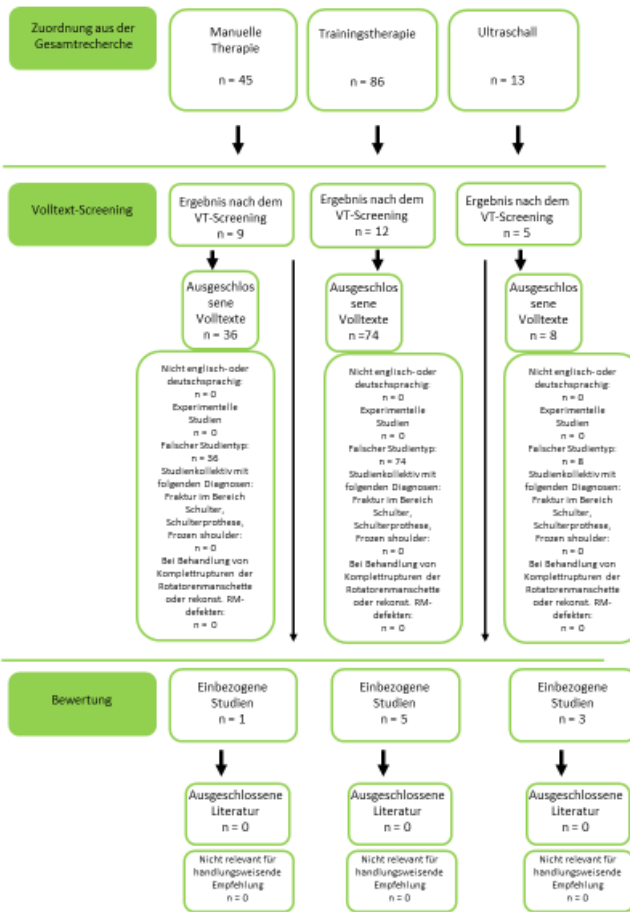 Zuordnung aus der
Gesamtrecherche
Manuelle
Therapie
n = 45
Trainingstherapie
n = 86
Ultraschall
n = 13
Volltext-Screening
Ergebnis nach dem
VT-Screening
n = 9
Ergebnis nach dem
VT-Screening
n = 12
Ergebnis nach dem
VT-Screening
n = 5
Ausgeschlos
sene
Volltexte
n = 36
Ausgeschlos
sene
Volltexte
n =74
Ausgeschlos
sene
Volltexte
n = 8
Nicht englisch- oder
deutschsprachig:
n = 0
Experimentelle
Studien
n = 0
Falscher Studientyp:
n = 36
Studienkollektiv mit
folgenden Diagnosen:
Fraktur im Bereich
Schulter,
Schulterprothese,
Frozen shoulder:
n = 0
Bei Behandlung von
Komplettrupturen der
Rotatorenmanschette
oder rekonst. RM-
defekten:
n = 0
Nicht englisch- oder
deutschsprachig:
n = 0
Experimentelle
Studien
n = 0
Falscher Studientyp:
n = 74
Studienkollektiv mit
folgenden Diagnosen:
Fraktur im Bereich
Schulter,
Schulterprothese,
Frozen shoulder:
n = 0
Bei Behandlung von
Komplettrupturen der
Rotatorenmanschette
oder rekonst. RM-
defekten:
n = 0
Nicht englisch- oder
deutschsprachig:
n = 0
Experimentelle
Studien
n = 0
Falscher Studientyp:
n = 8
Studienkollektiv mit
folgenden Diagnosen:
Fraktur im Bereich
Schulter,
Schulterprothese,
Frozen shoulder:
n = 0
Bei Behandlung von
Komplettrupturen der
Rotatorenmanschette
oder rekonst. RM-
defekten:
n = 0
Bewertung
Einbezogene
Studien
n = 1
Einbezogene
Studien
n = 5
Einbezogene
Studien
n = 3
Ausgeschlossene
Literatur
n = 0
Ausgeschlossene
Literatur
n = 0
Ausgeschlossene
Literatur
n = 0
Nicht relevant für
handlungsweisende
Empfehlung
n = 0
Nicht relevant für
handlungsweisende
Empfehlung
n = 0
Nicht relevant für
handlungsweisende
Empfehlung
n = 0